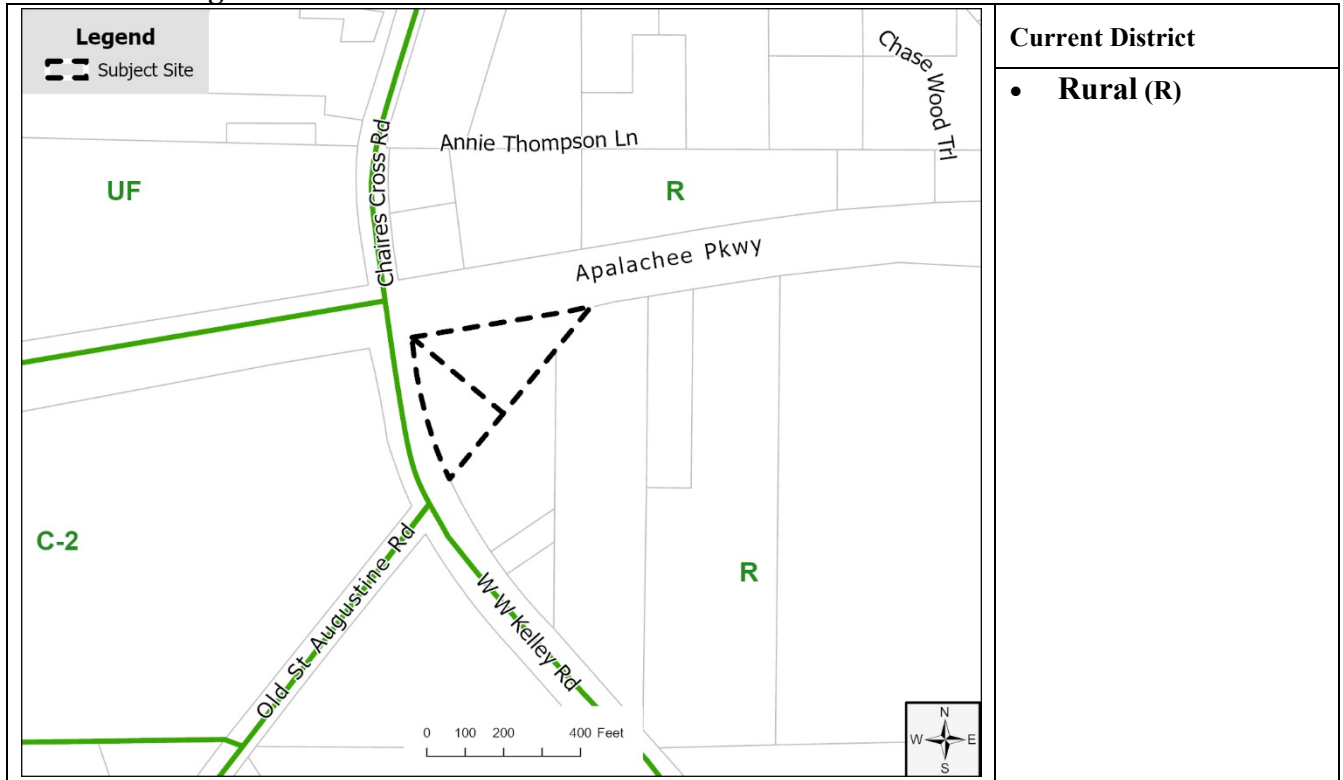 Legend
Subject Site
Chase Wood Trl
Annie Thompson Ln
Chaires Cross Rd
UF
R
Apalachee Pkwy
C-2
R
Old St Augustine Rd
W W Kelley Rd
0 100 200 400 Feet
N
W E
S
Current District
• Rural (R)